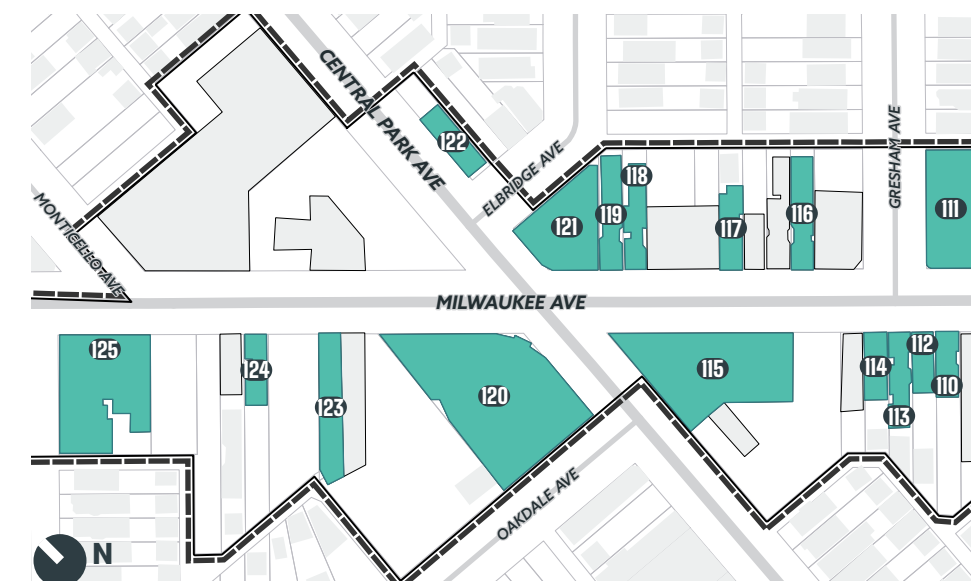 CENTRAL PARK AVE
122
ELBRIDGE AVE
GRESHAM AVE
118
119
121
117
116
111
MONTICELLO AVE
MILWAUKEE AVE
125
124
123
120
115
114
112
110
113
OAKDALE AVE
N